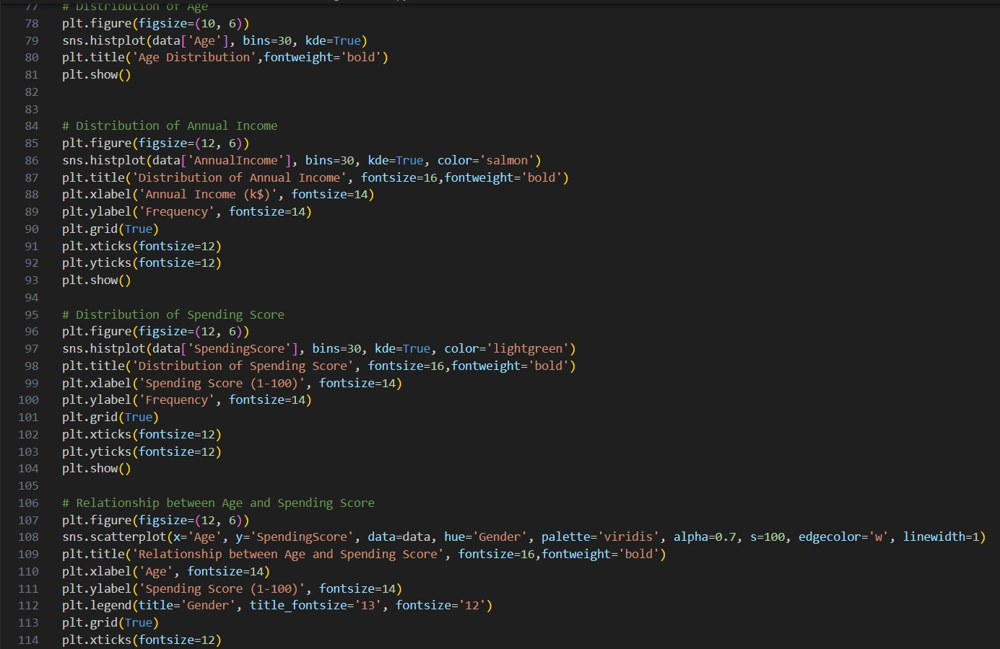 77 # Distribution of Age
78 plt.figure(figsize=(10, 6))
79 sns.histplot(data['Age'], bins=30, kde=True)
80 plt.title('Age Distribution',fontweight='bold')
81 plt.show()
82
83
84 # Distribution of Annual Income
85 plt.figure(figsize=(12, 6))
86 sns.histplot(data['AnnualIncome'], bins=30, kde=True, color='salmon')
87 plt.title('Distribution of Annual Income', fontsize=16,fontweight='bold')
88 plt.xlabel('Annual Income (k$)', fontsize=14)
89 plt.ylabel('Frequency', fontsize=14)
90 plt.grid(True)
91 plt.xticks(fontsize=12)
92 plt.yticks(fontsize=12)
93 plt.show()
94
95 # Distribution of Spending Score
96 plt.figure(figsize=(12, 6))
97 sns.histplot(data['SpendingScore'], bins=30, kde=True, color='lightgreen')
98 plt.title('Distribution of Spending Score', fontsize=16,fontweight='bold')
99 plt.xlabel('Spending Score (1-100)', fontsize=14)
100 plt.ylabel('Frequency', fontsize=14)
101 plt.grid(True)
102 plt.xticks(fontsize=12)
103 plt.yticks(fontsize=12)
104 plt.show()
105
106 # Relationship between Age and Spending Score
107 plt.figure(figsize=(12, 6))
108 sns.scatterplot(x='Age', y='SpendingScore', data=data, hue='Gender', palette='viridis', alpha=0.7, s=100, edgecolor='w', linewidth=1)
109 plt.title('Relationship between Age and Spending Score', fontsize=16,fontweight='bold')
110 plt.xlabel('Age', fontsize=14)
111 plt.ylabel('Spending Score (1-100)', fontsize=14)
112 plt.legend(title='Gender', title_fontsize='13', fontsize='12')
113 plt.grid(True)
114 plt.xticks(fontsize=12)